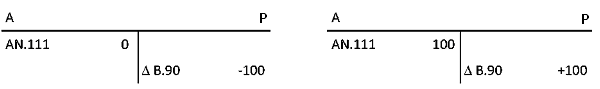 A P
AN.111 0
Δ B.90 -100
A P
AN.111 100
Δ B.90 +100